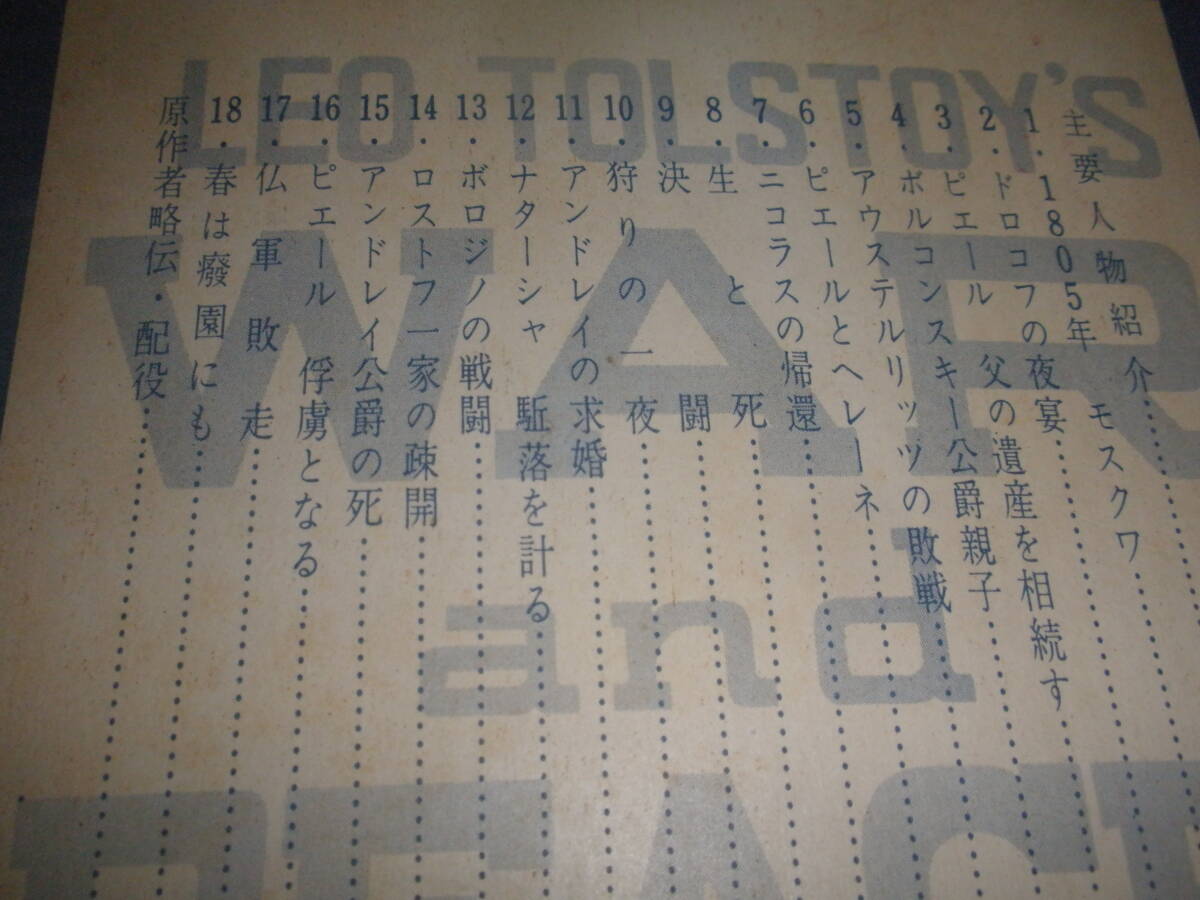 LEO TOLSTOY'S
WAR
and
PEACE
主要人物紹介
1・1805年 モスクワ
2・ドロコフの夜宴
3・ピエール 父の遺産を相続す
4・ボルコンスキー公爵親子
5・アウステルリッツの敗戦
6・ピエールとヘレーネ
7・ニコラスの帰還
8・生と死
9・決闘
10・狩りの一夜
11・アンドレイの求婚
12・ナターシャ 駈落を計る
13・ボロジノの戦闘
14・ロストフ一家の疎開
15・アンドレイ公爵の死
16・ピエール 俘虜となる
17・仏軍敗走
18・春は癈園にも
原作者略伝・配役